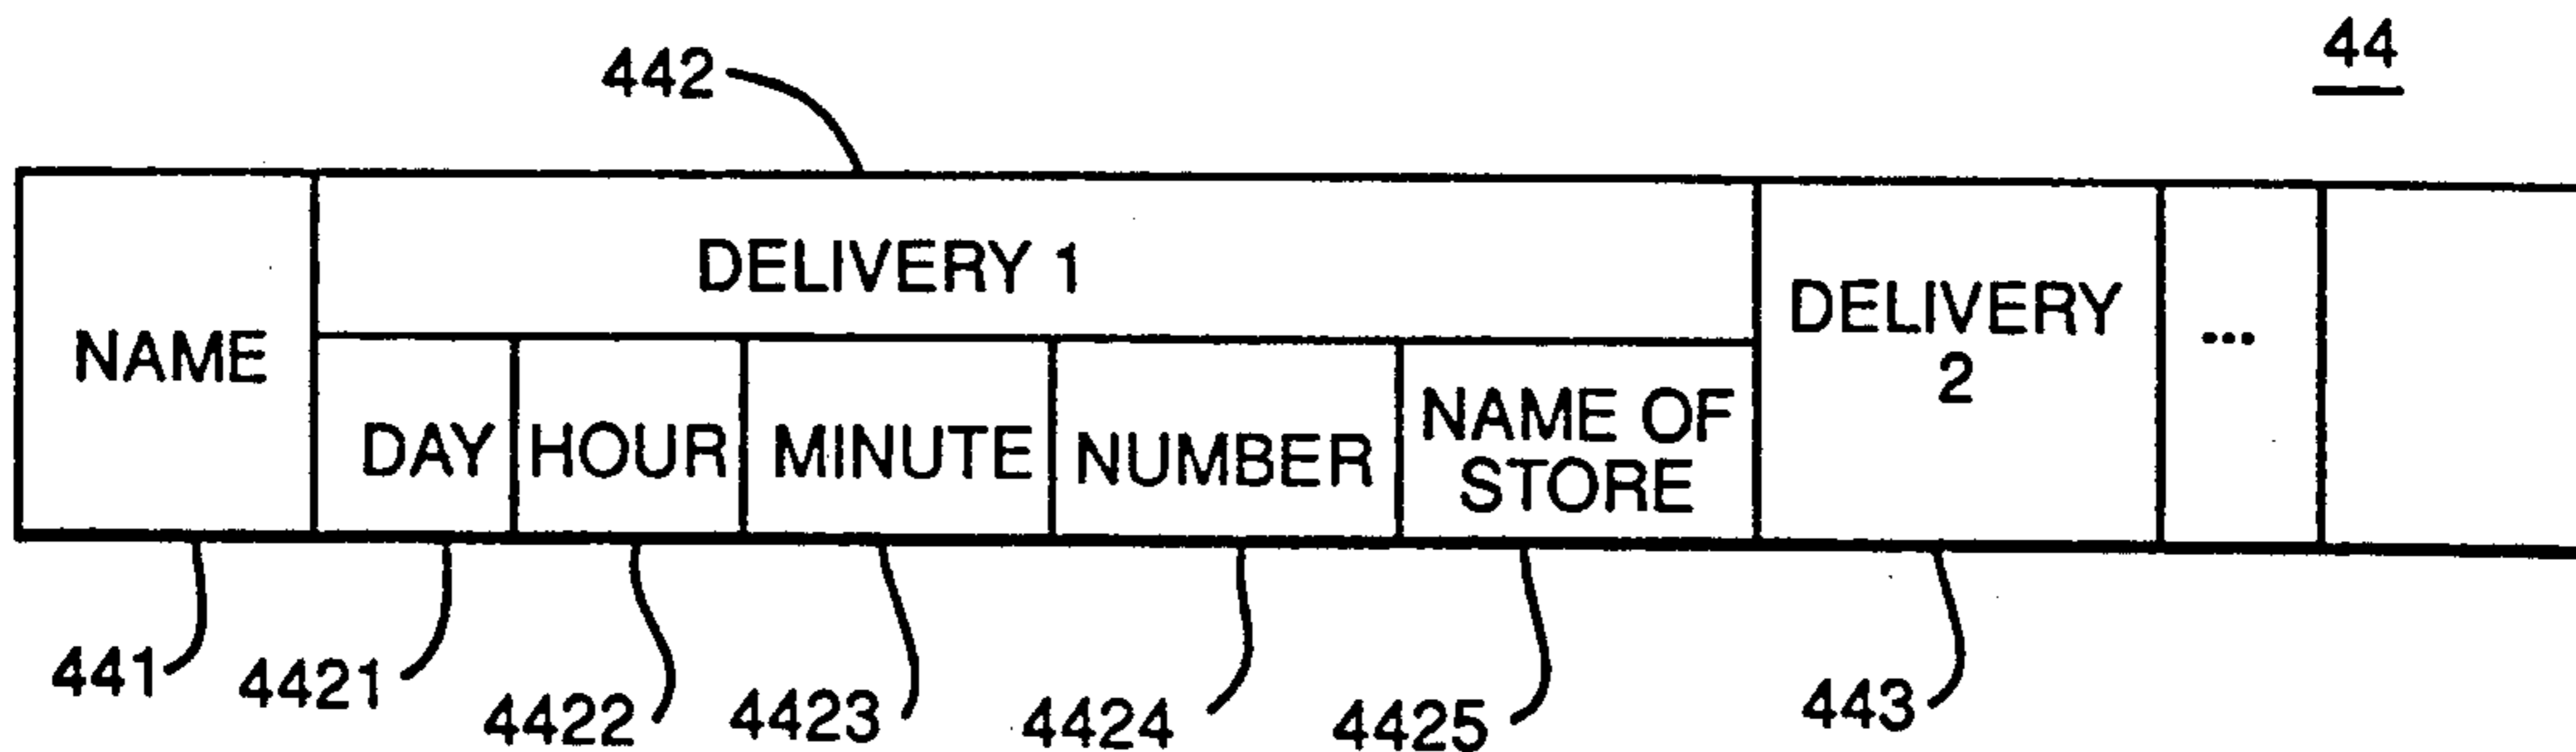 442
44
NAME
DELIVERY 1
DELIVERY
2
...
DAY
HOUR
MINUTE
NUMBER
NAME OF
STORE
441
4421
4422
4423
4424
4425
443